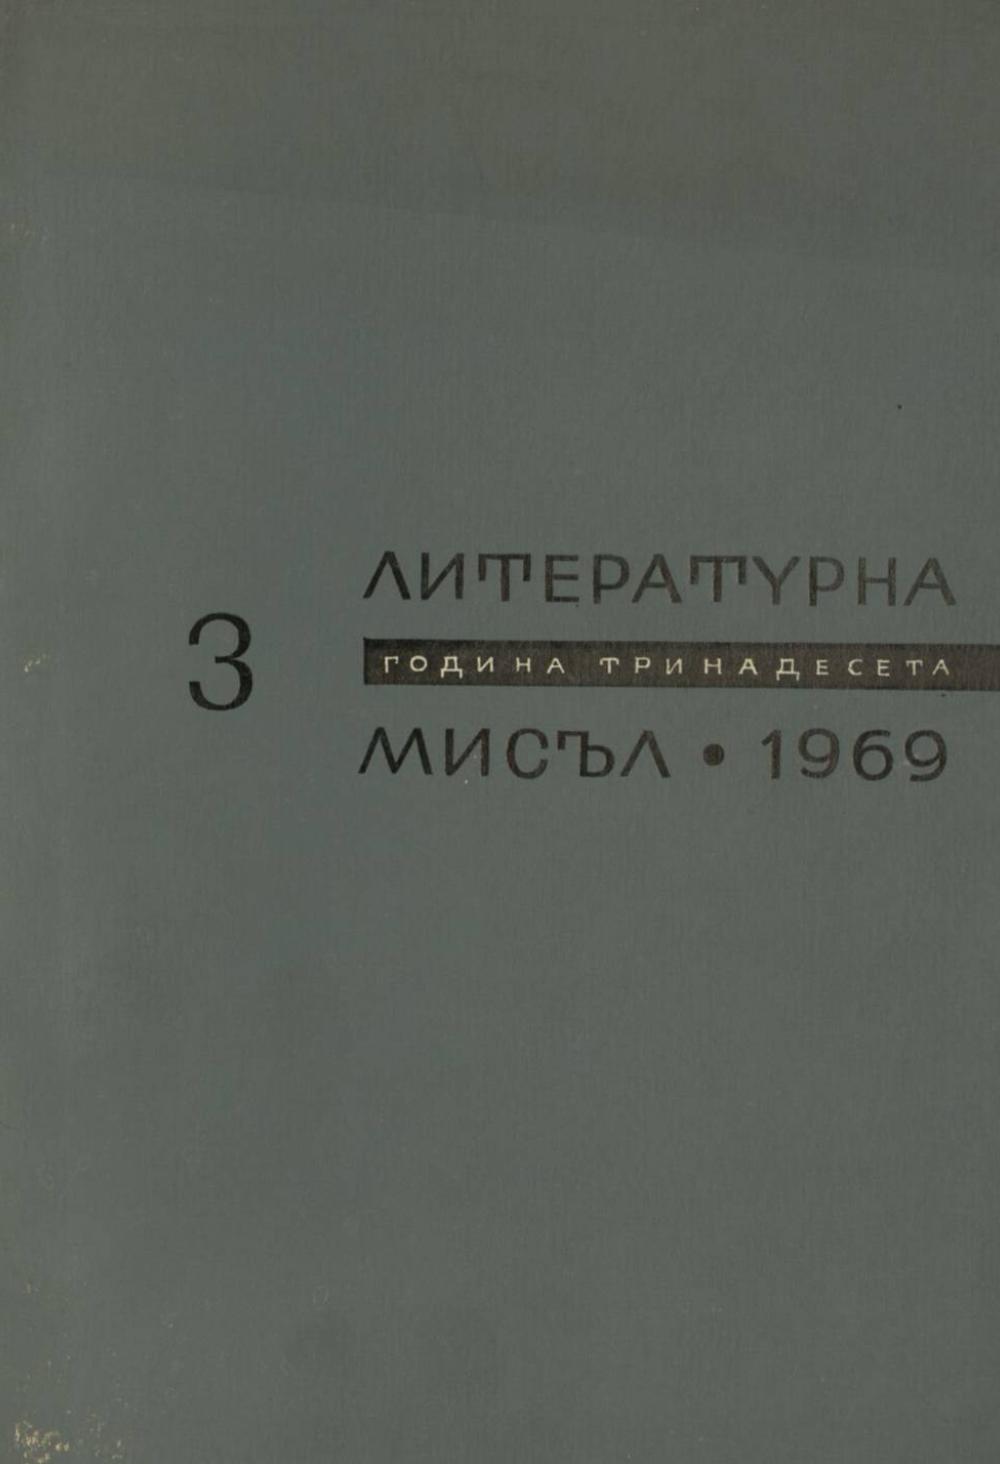 ЛИТЕРАТУРНА
3
ГОДИНА ТРИНАДЕСЕТА
МИСЪЛ • 1969